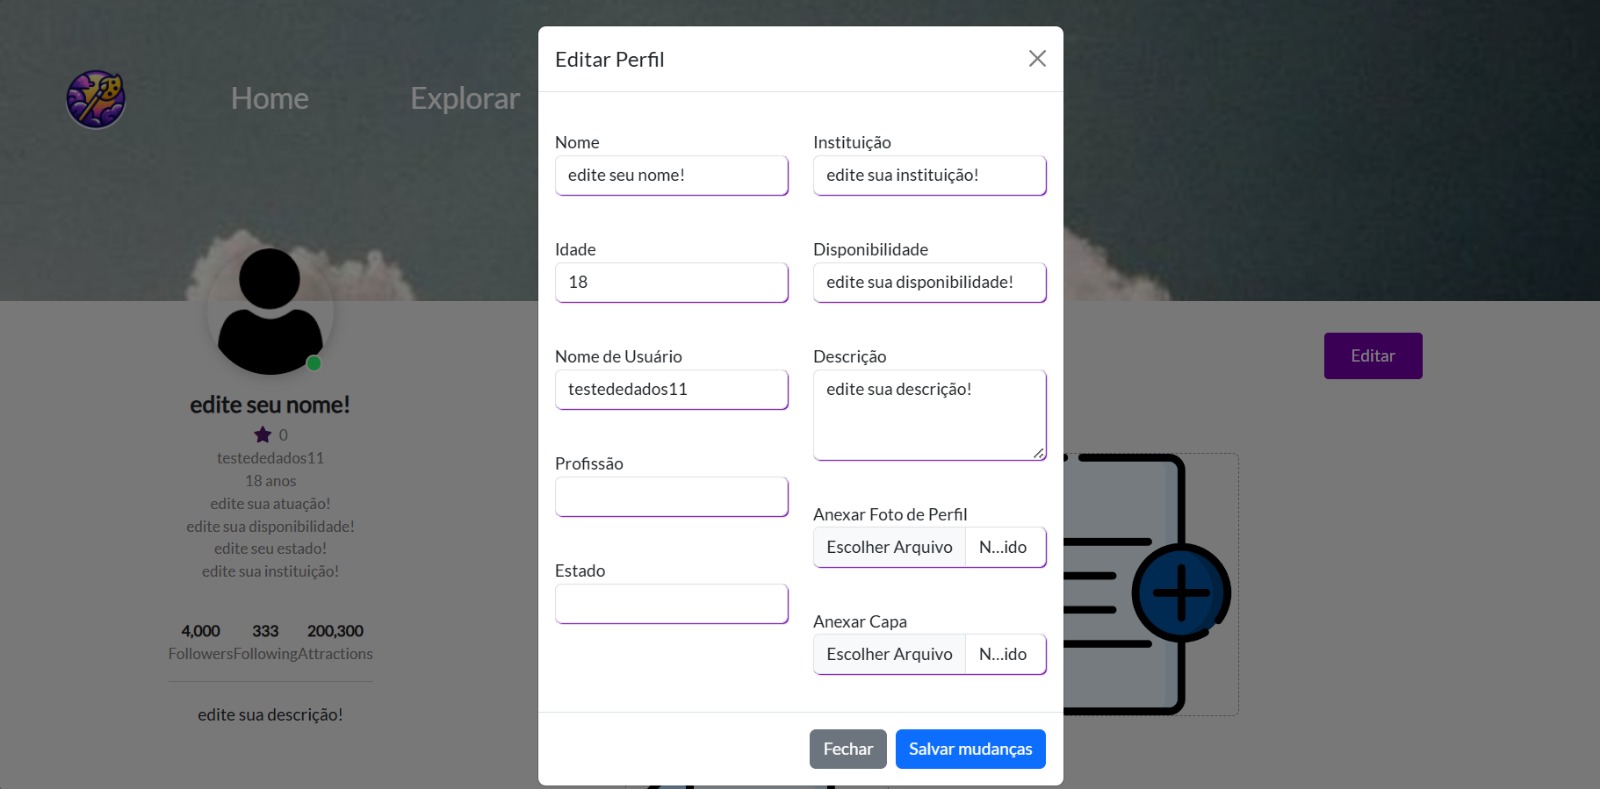 Home
Explorar
edite seu nome!
0
testededados11
18 anos
edite sua atuação!
edite sua disponibilidade!
edite seu estado!
edite sua instituição!
4,000 333 200,300
FollowersFollowingAttractions
edite sua descrição!
Editar Perfil
Nome
edite seu nome!
Idade
18
Nome de Usuário
testededados11
Profissão
Estado
Instituição
edite sua instituição!
Disponibilidade
edite sua disponibilidade!
Descrição
edite sua descrição!
Anexar Foto de Perfil
Escolher Arquivo N...ido
Anexar Capa
Escolher Arquivo N...ido
Fechar
Salvar mudanças
Editar